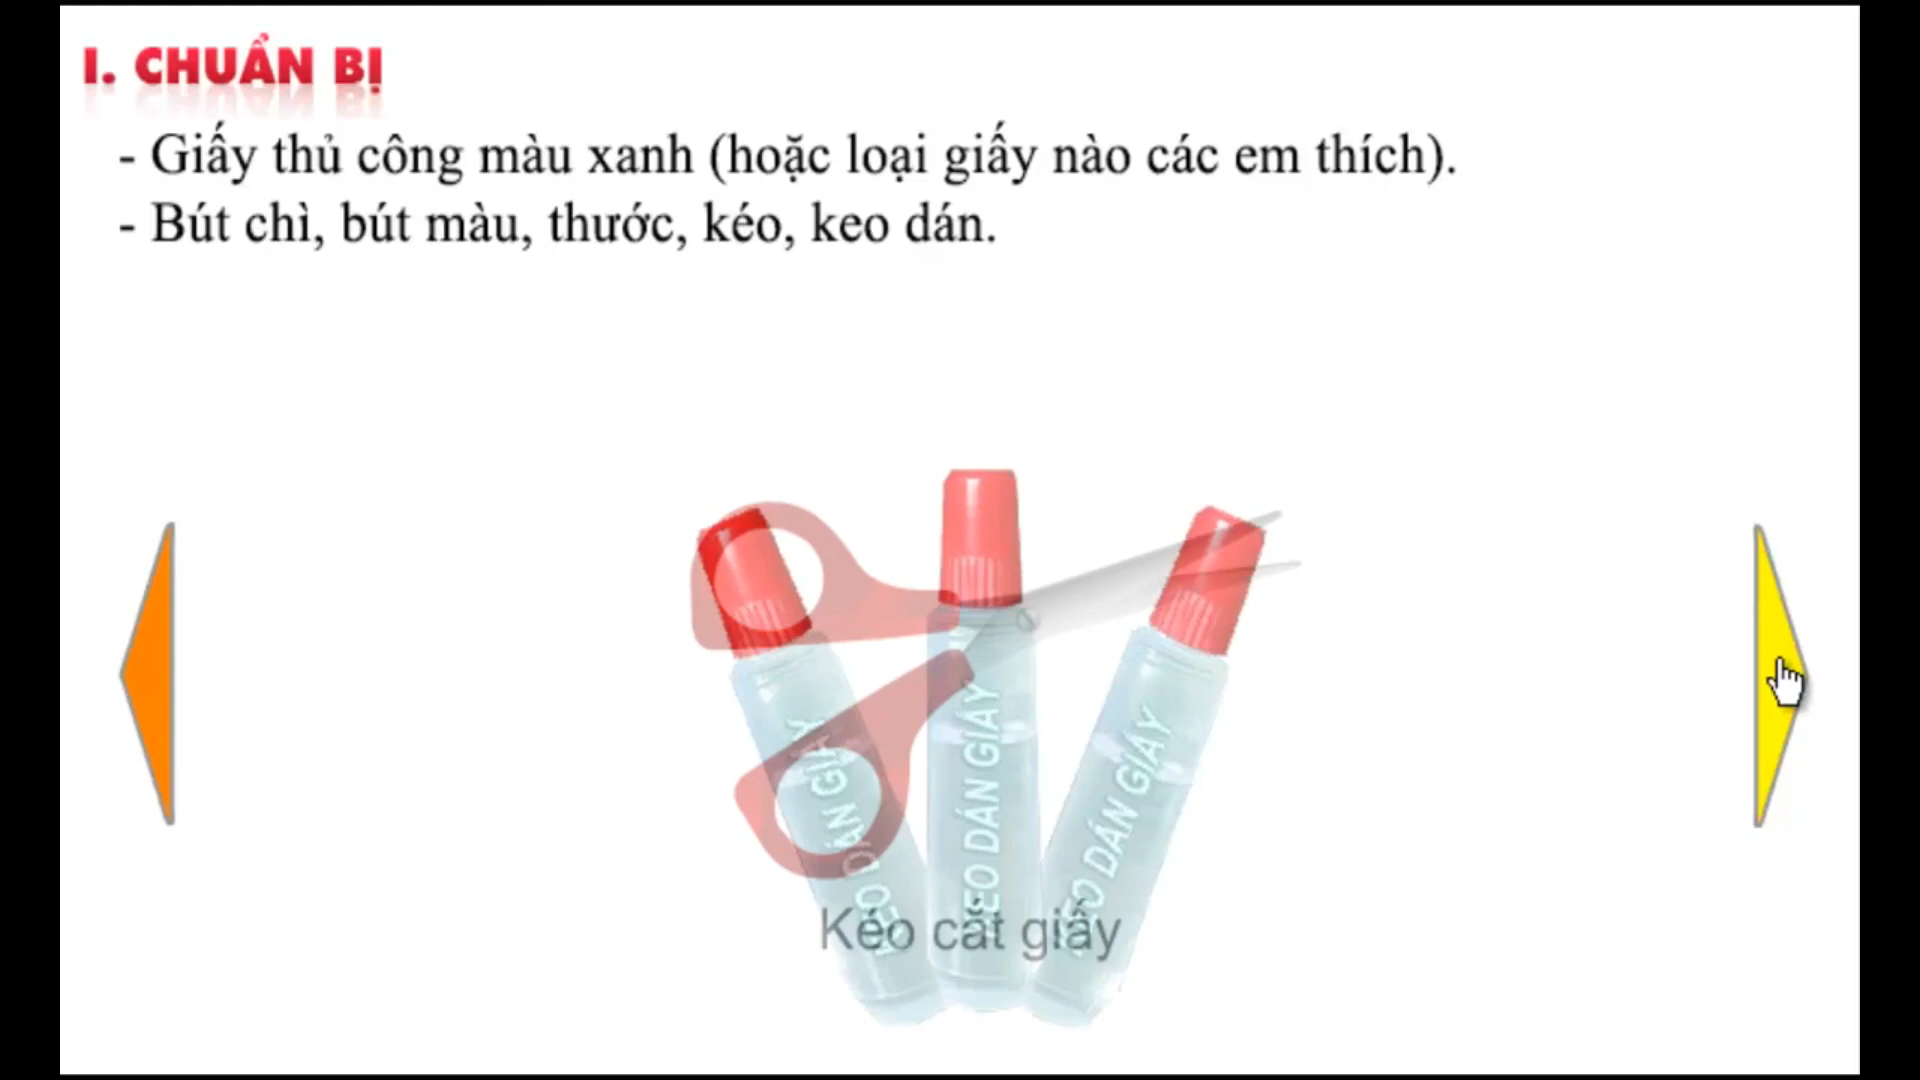 I. CHUẨN BỊ
- Giấy thủ công màu xanh (hoặc loại giấy nào các em thích).
- Bút chì, bút màu, thước, kéo, keo dán.
KEO DÁN GIẤY
KEO DÁN GIẤY
KEO DÁN GIẤY
Kéo cắt giấy